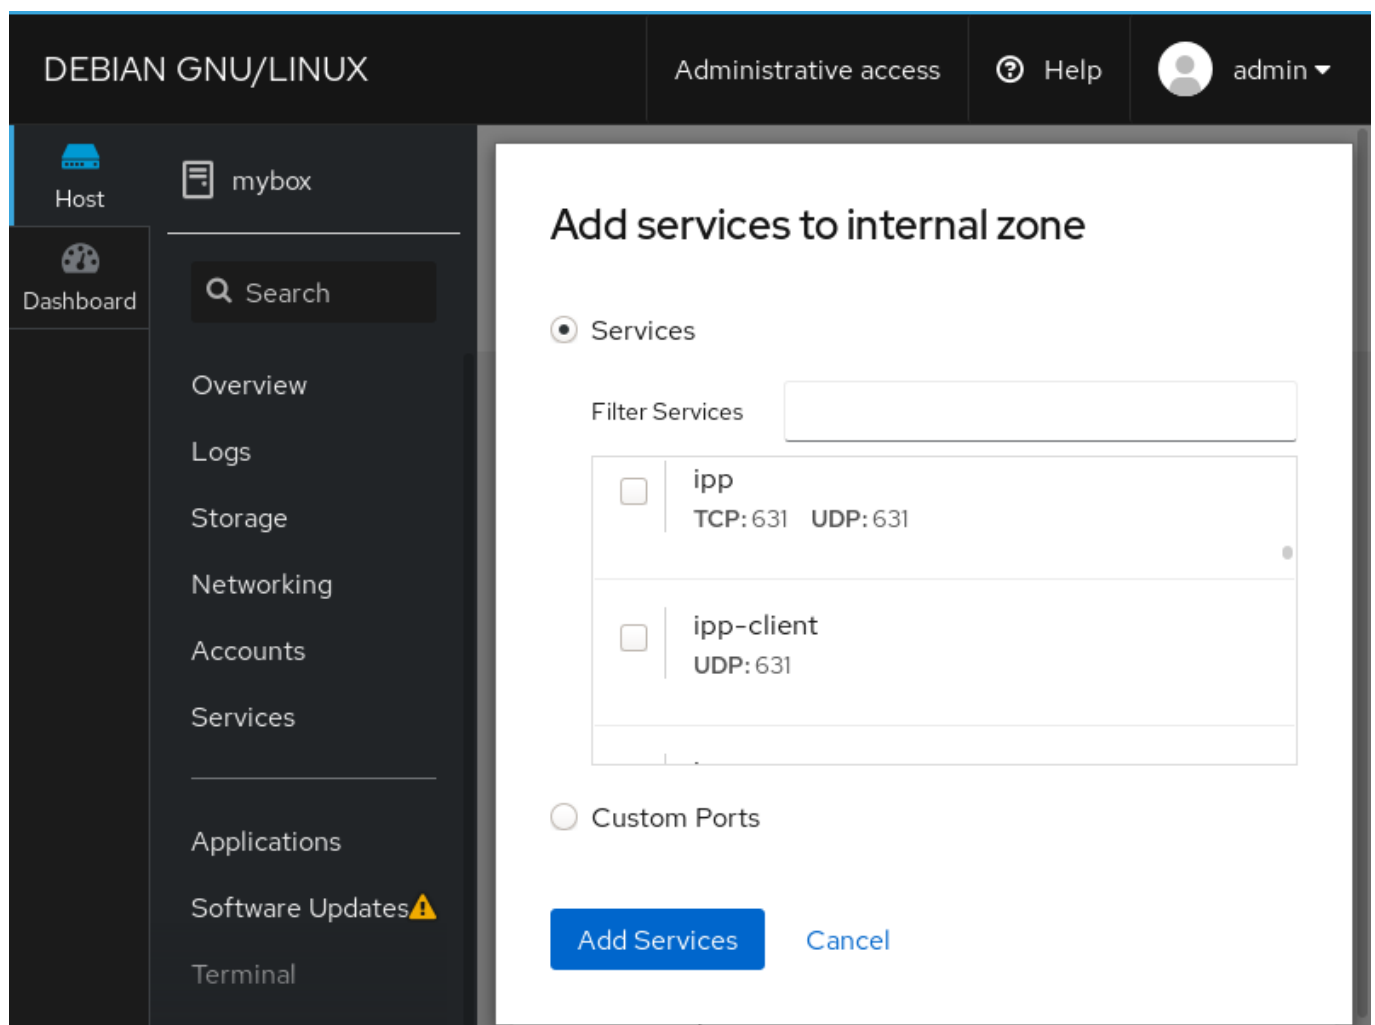 DEBIAN GNU/LINUX
Administrative access
Help
admin
Host
Dashboard
mybox
Search
Overview
Logs
Storage
Networking
Accounts
Services
Applications
Software Updates
Terminal
Add services to internal zone
Services
Filter Services
ipp
TCP: 631 UDP: 631
ipp-client
UDP: 631
Custom Ports
Add Services
Cancel